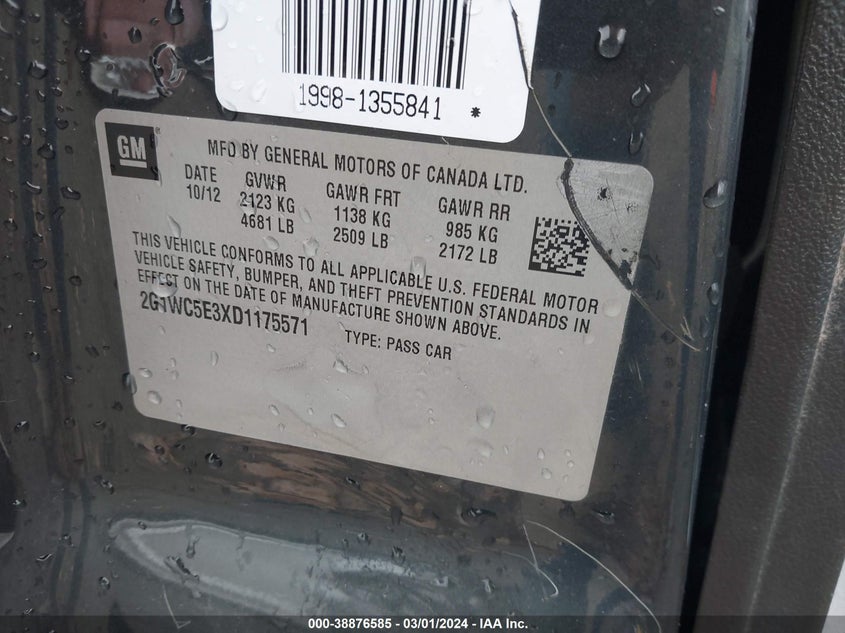 1998-1355841 *
GM
MFD BY GENERAL MOTORS OF CANADA LTD.
DATE GVWR GAWR FRT GAWR RR
10/12 2123 KG 1138 KG 985 KG
4681 LB 2509 LB 2172 LB
THIS VEHICLE CONFORMS TO ALL APPLICABLE U.S. FEDERAL MOTOR
VEHICLE SAFETY, BUMPER, AND THEFT PREVENTION STANDARDS IN
EFFECT ON THE DATE OF MANUFACTURE SHOWN ABOVE.
2G1WC5E3XD1175571
TYPE: PASS CAR
000-38876585 - 03/01/2024 - IAA Inc.